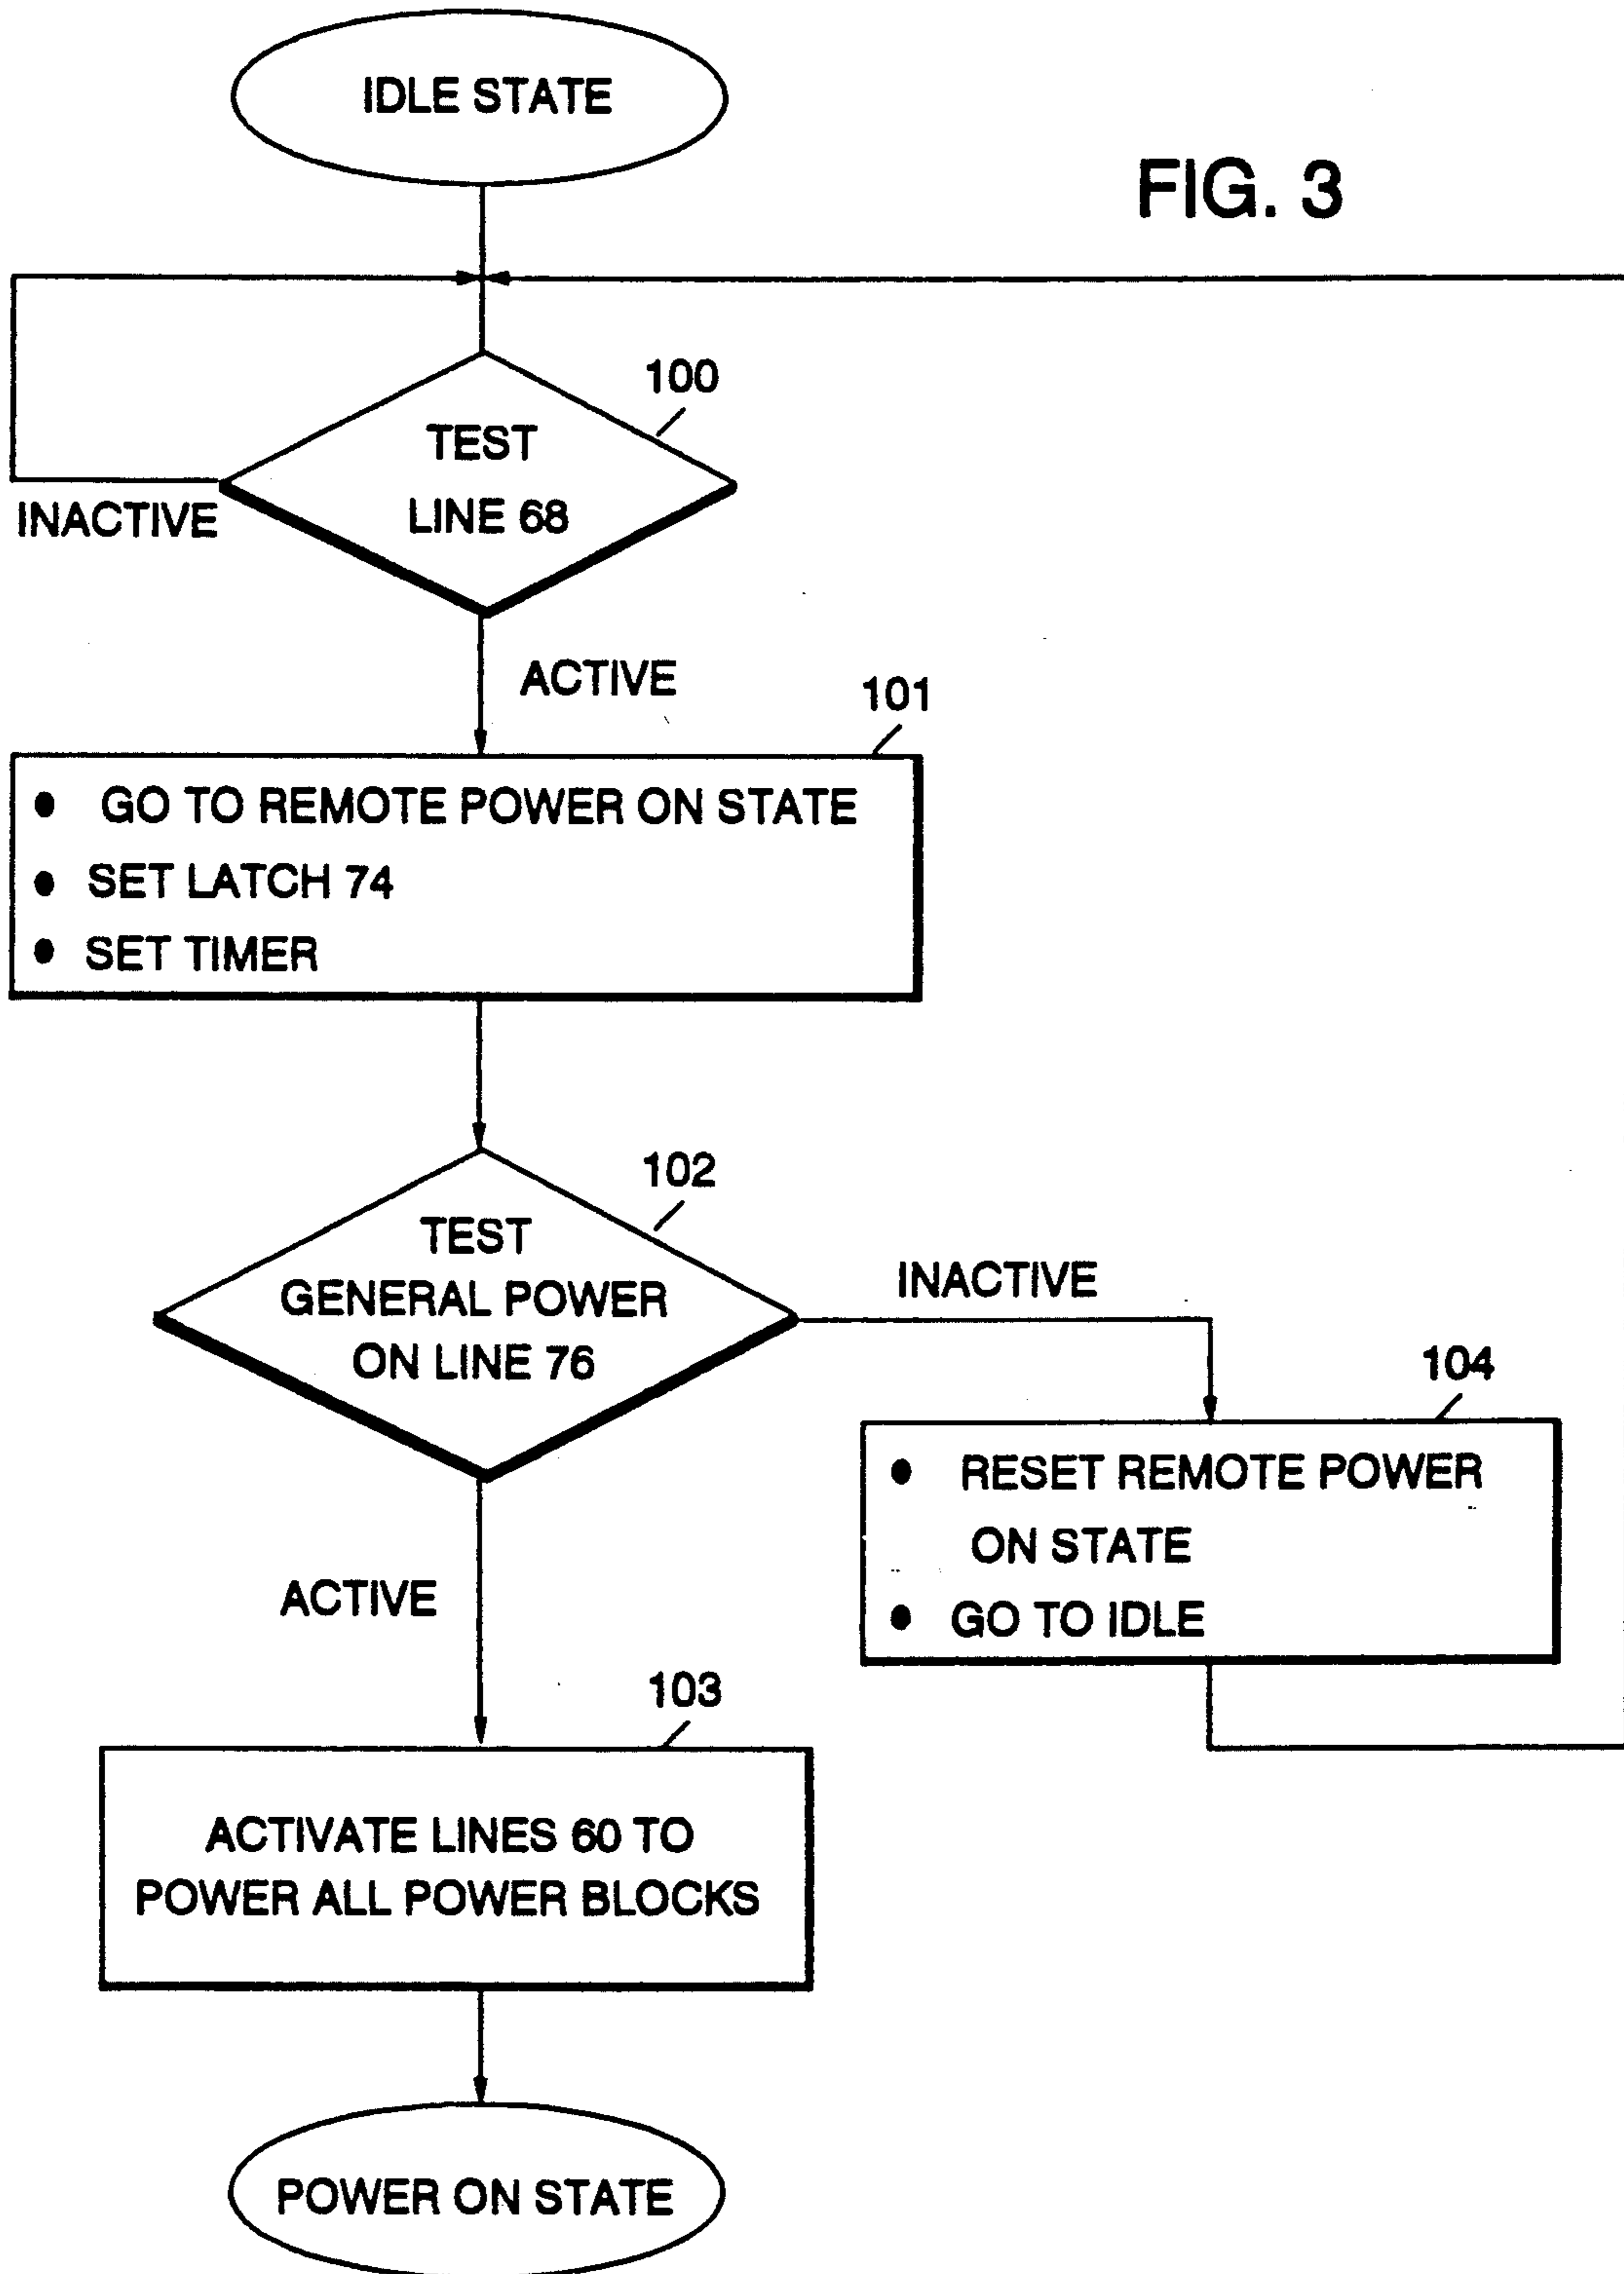 IDLE STATE
FIG. 3
100
TEST
LINE 68
INACTIVE
ACTIVE
101
● GO TO REMOTE POWER ON STATE
● SET LATCH 74
● SET TIMER
102
TEST
GENERAL POWER
ON LINE 76
INACTIVE
104
● RESET REMOTE POWER
ON STATE
● GO TO IDLE
ACTIVE
103
ACTIVATE LINES 60 TO
POWER ALL POWER BLOCKS
POWER ON STATE